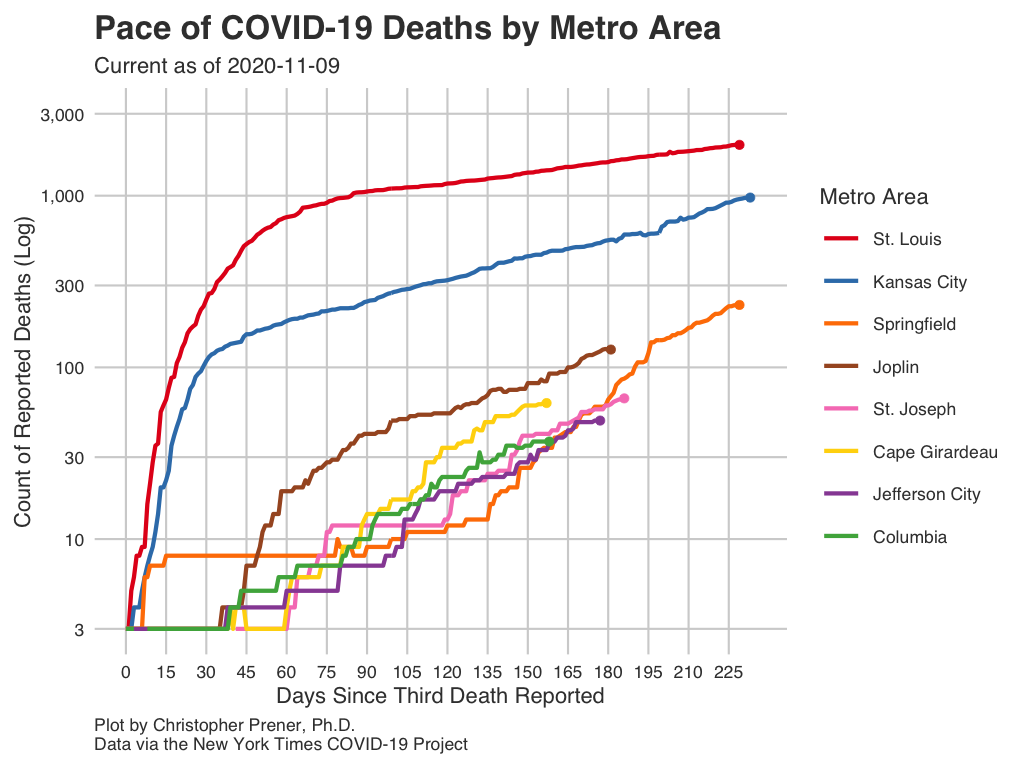 Pace of COVID-19 Deaths by Metro Area
Current as of 2020-11-09
Count of Reported Deaths (Log)
3,000
1,000
300
100
30
10
3
0 15 30 45 60 75 90 105 120 135 150 165 180 195 210 225
Days Since Third Death Reported
Metro Area
St. Louis
Kansas City
Springfield
Joplin
St. Joseph
Cape Girardeau
Jefferson City
Columbia
Plot by Christopher Prener, Ph.D.
Data via the New York Times COVID-19 Project